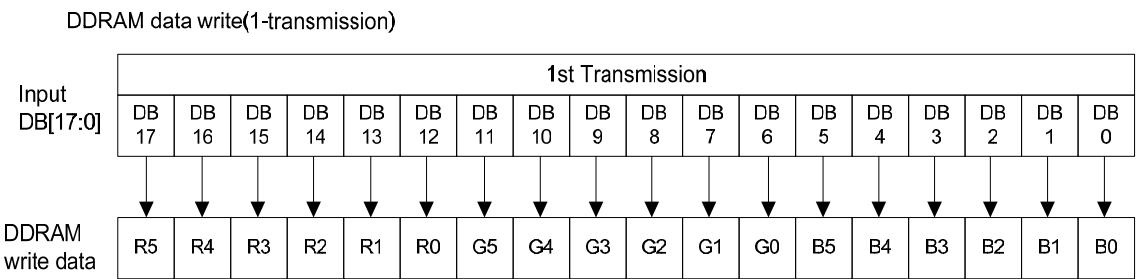 DDRAM data write(1-transmission)
1st Transmission
Input
DB[17:0]
DB DB DB DB DB DB DB DB DB DB DB DB DB DB DB DB DB DB
17 16 15 14 13 12 11 10 9 8 7 6 5 4 3 2 1 0
DDRAM
write data
R5 R4 R3 R2 R1 R0 G5 G4 G3 G2 G1 G0 B5 B4 B3 B2 B1 B0